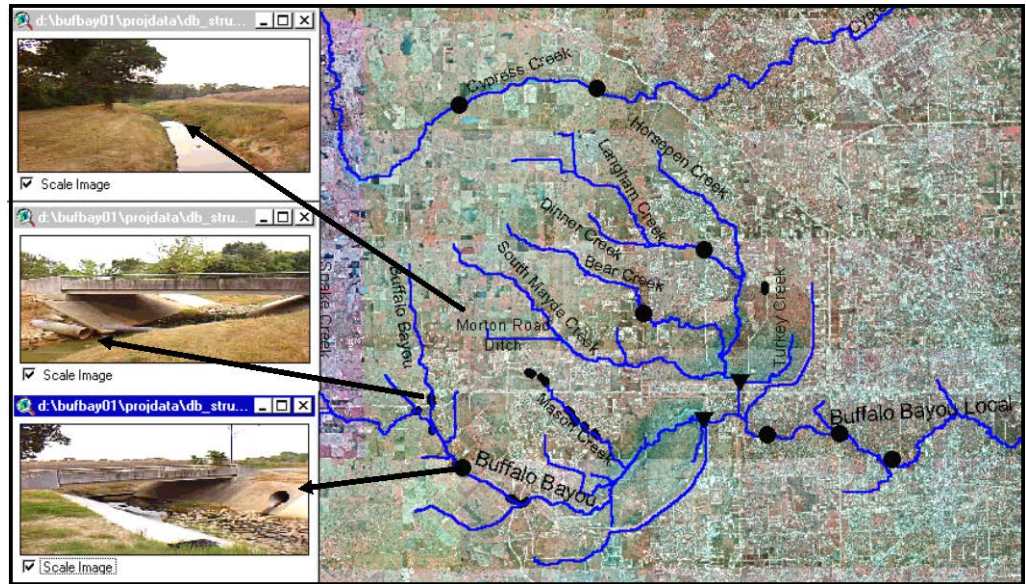 d:\bufbay01\projdata\db_stru...
Scale Image
d:\bufbay01\projdata\db_stru...
Scale Image
d:\bufbay01\projdata\db_stru...
Scale Image
Cypress Creek
Horsepen Creek
Langham Creek
Dinner Creek
Bear Creek
South Mayde Creek
Turkey Creek
Snake Creek
Buffalo Bayou
Morton Road
Ditch
Mason Creek
Buffalo Bayou
Buffalo Bayou Local